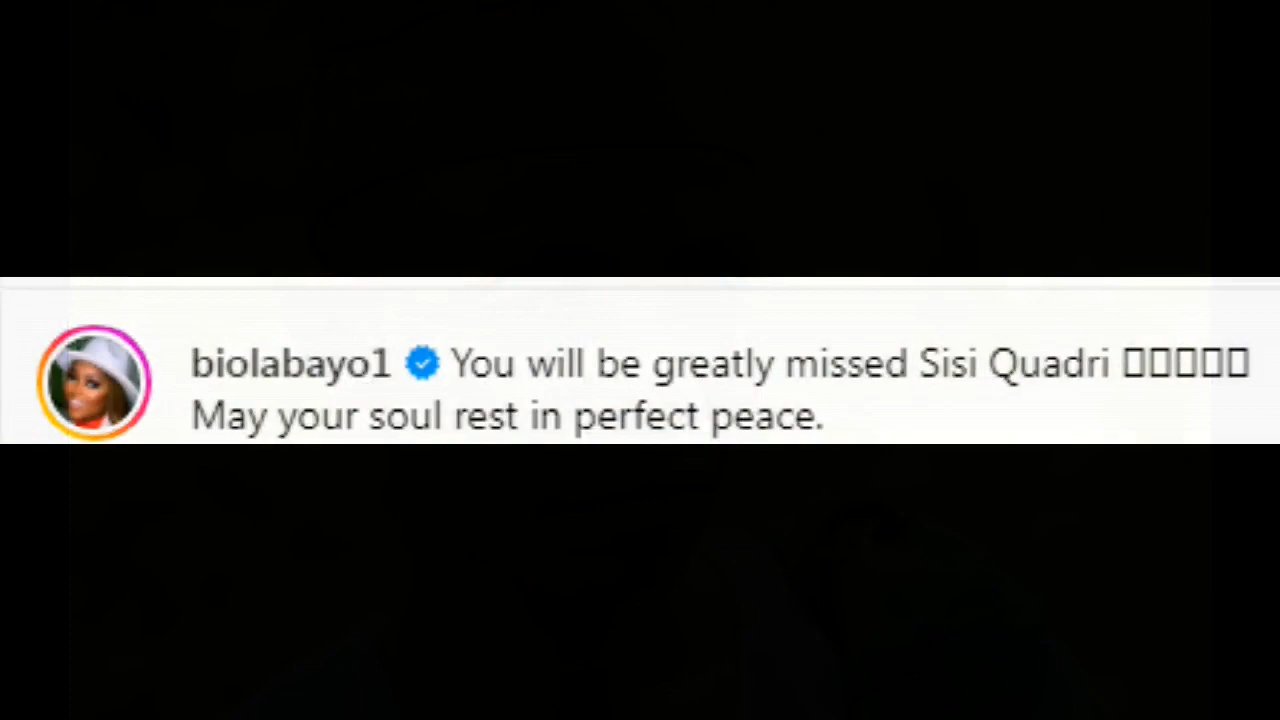 biolabayo1 You will be greatly missed Sisi Quadri □□□□□
May your soul rest in perfect peace.